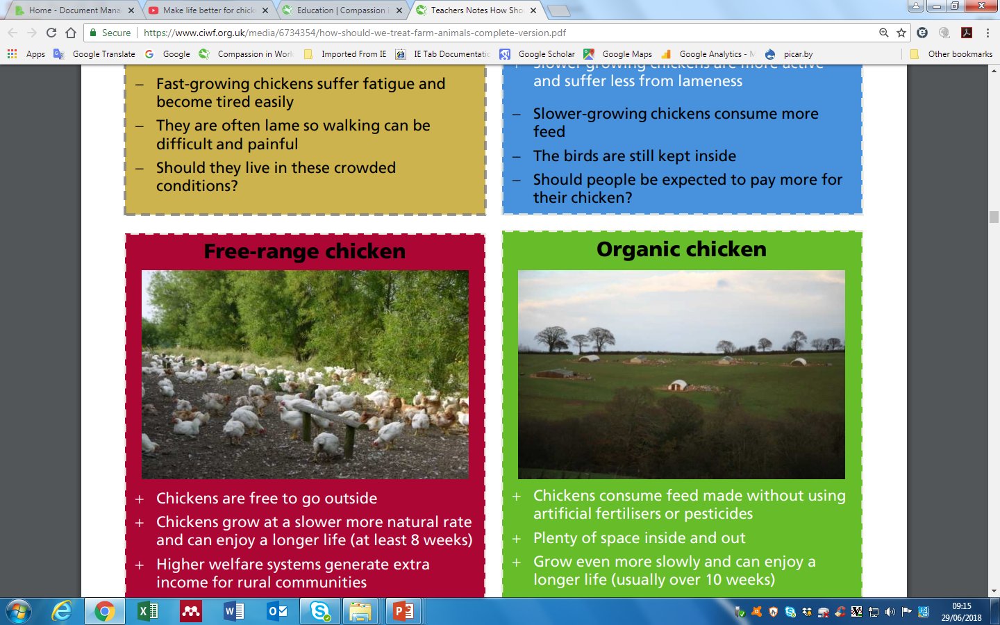 Home - Document Mana
Make life better for chick
Education | Compassion i
Teachers Notes How Sho
Secure
https://www.ciwf.org.uk/media/6734354/how-should-we-treat-farm-animals-complete-version.pdf
Apps
Google Translate
Google
Compassion in Worl
Imported From IE
IE Tab Documentatio
Google Scholar
Google Maps
Google Analytics - M
picar.by
Other bookmarks
– Fast-growing chickens suffer fatigue and
become tired easily
– They are often lame so walking can be
difficult and painful
– Should they live in these crowded
conditions?
+ Slower growing chickens are more active
and suffer less from lameness
– Slower-growing chickens consume more
feed
– The birds are still kept inside
– Should people be expected to pay more for
their chicken?
Free-range chicken
+ Chickens are free to go outside
+ Chickens grow at a slower more natural rate
and can enjoy a longer life (at least 8 weeks)
+ Higher welfare systems generate extra
income for rural communities
Organic chicken
+ Chickens consume feed made without using
artificial fertilisers or pesticides
+ Plenty of space inside and out
+ Grow even more slowly and can enjoy a
longer life (usually over 10 weeks)
09:15
29/06/2018